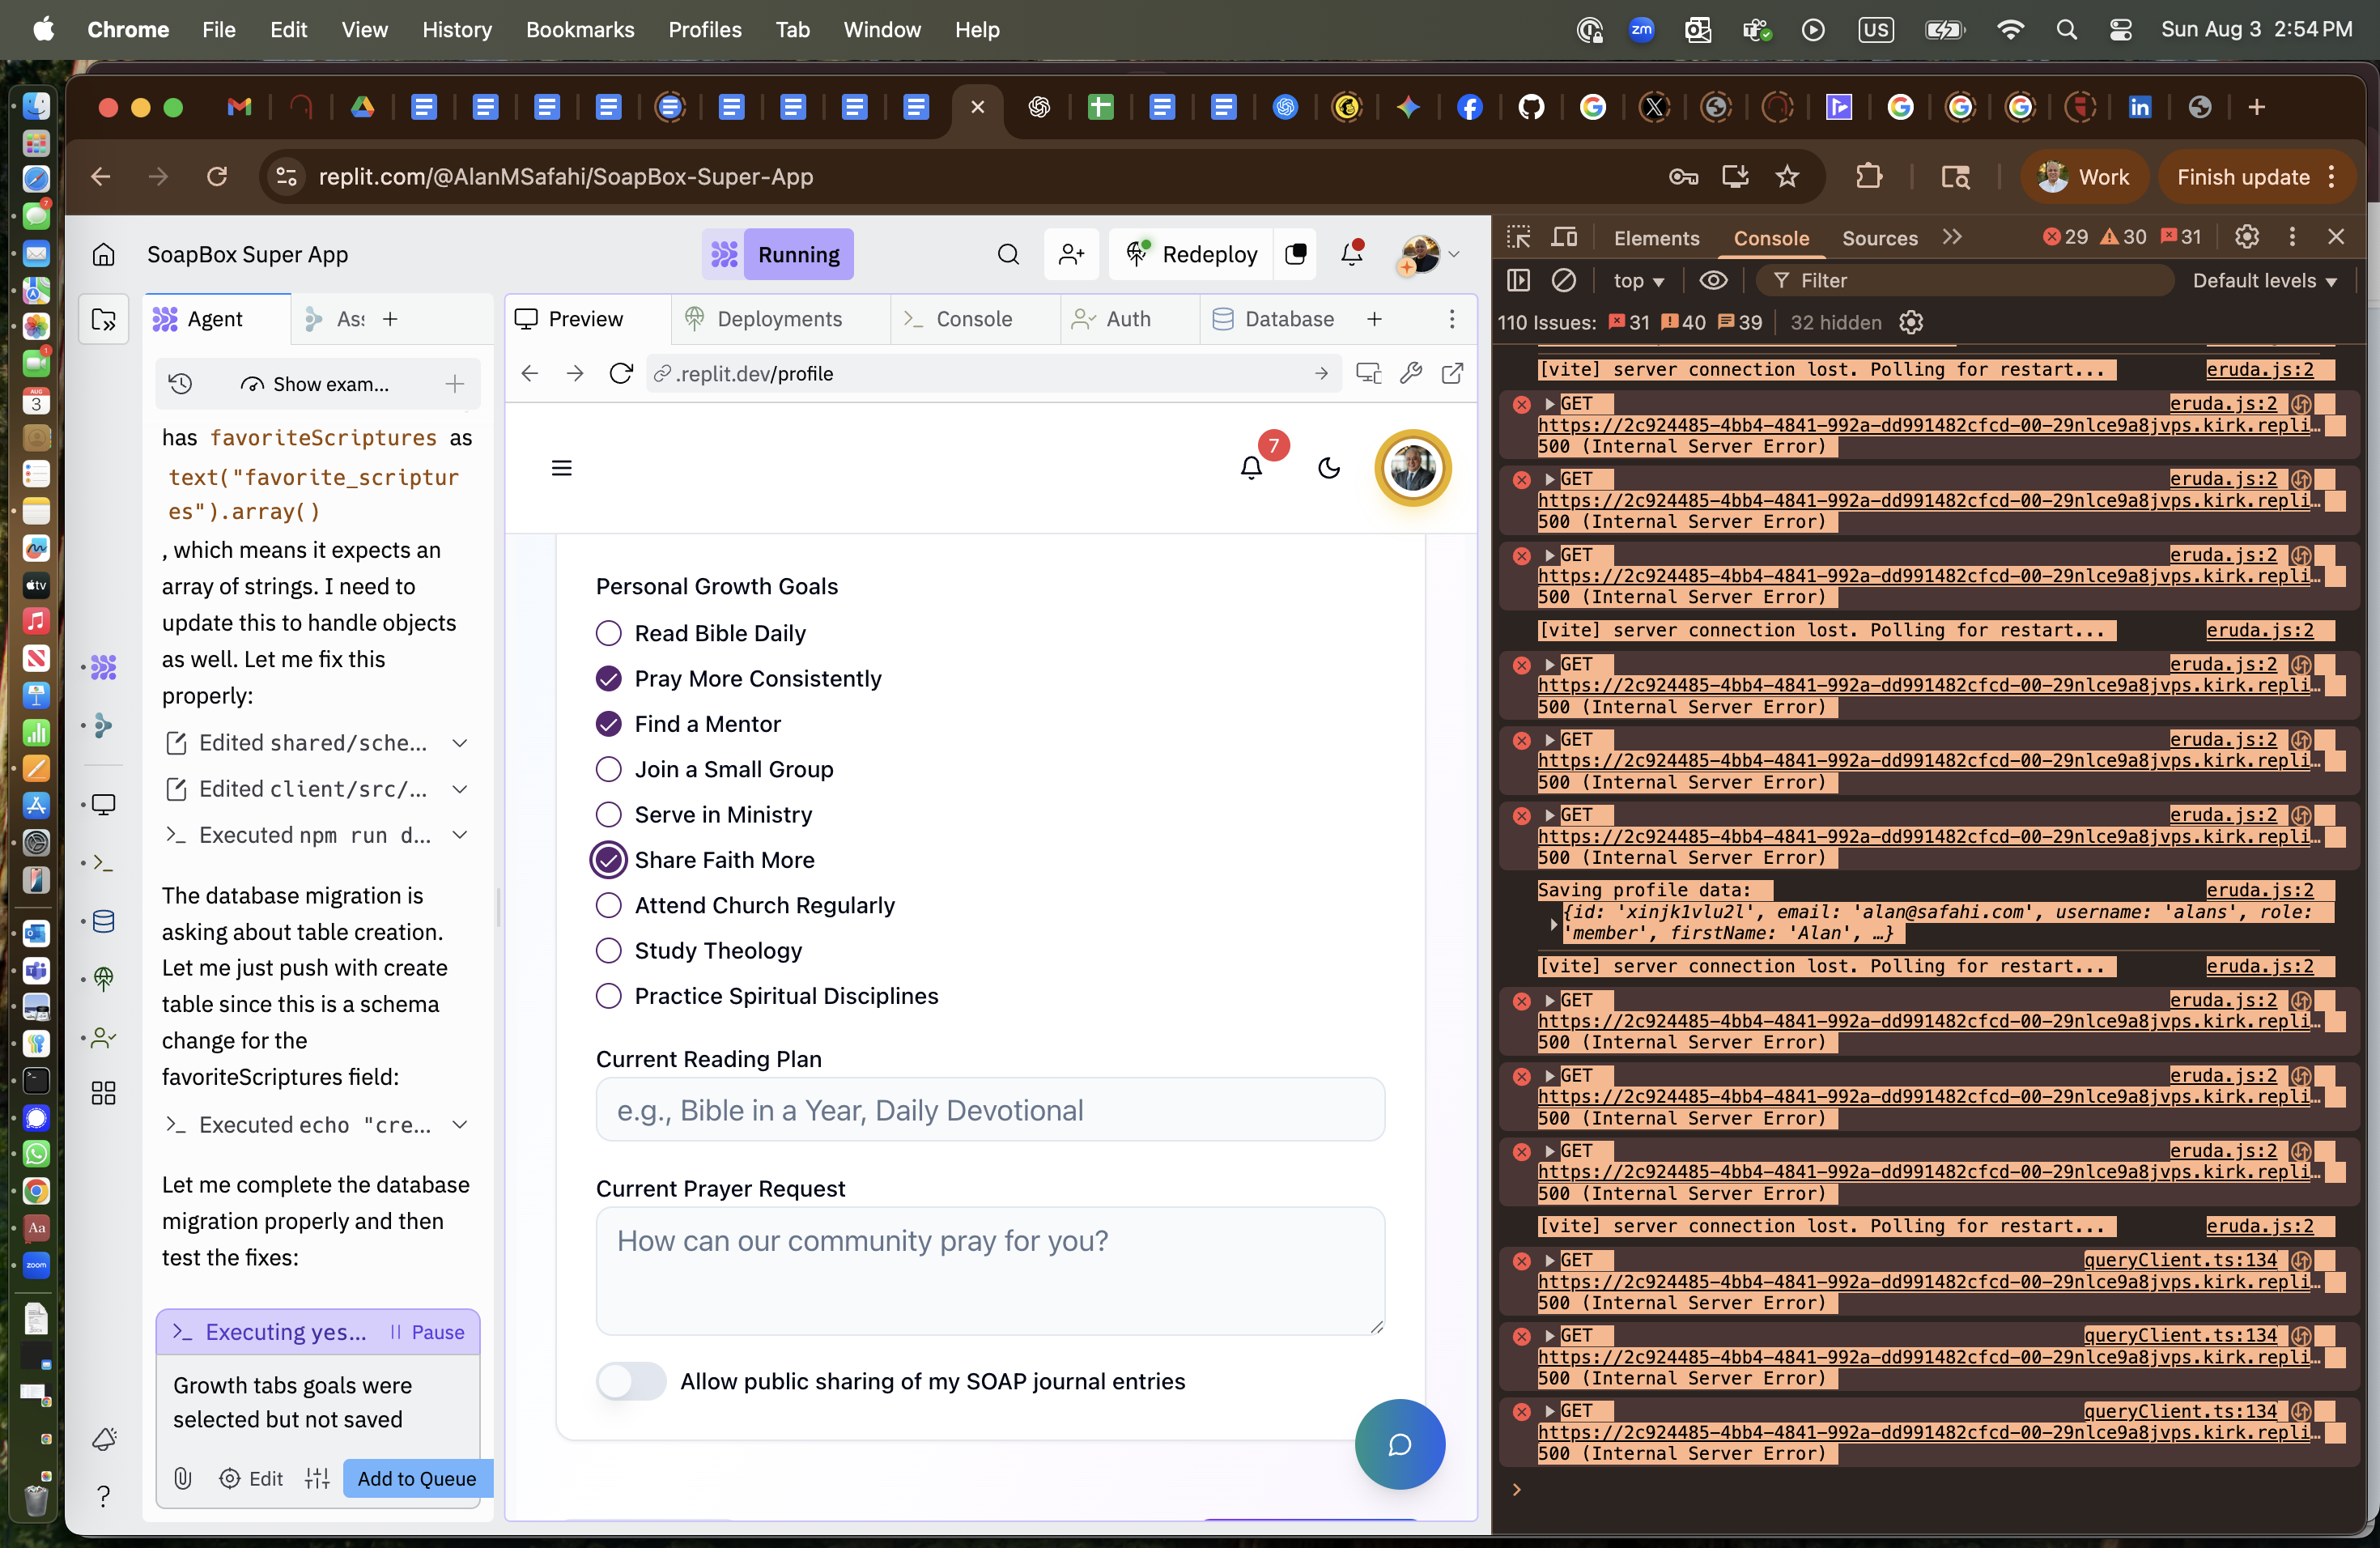 Chrome File Edit View History Bookmarks Profiles Tab Window Help
zm US Sun Aug 3 2:54 PM
replit.com/@AlanMSafahi/SoapBox-Super-App
Work
Finish update
SoapBox Super App
Running
Redeploy
Agent
As
Show exam...
has favoriteScriptures as
text("favorite_scriptur
es").array()
, which means it expects an
array of strings. I need to
update this to handle objects
as well. Let me fix this
properly:
Edited shared/sche...
Edited client/src/...
Executed npm run d...
The database migration is
asking about table creation.
Let me just push with create
table since this is a schema
change for the
favoriteScriptures field:
Executed echo "cre...
Let me complete the database
migration properly and then
test the fixes:
Executing yes... Pause
Growth tabs goals were
selected but not saved
Edit
Add to Queue
Preview
Deployments
Console
Auth
Database
.replit.dev/profile
7
Personal Growth Goals
Read Bible Daily
Pray More Consistently
Find a Mentor
Join a Small Group
Serve in Ministry
Share Faith More
Attend Church Regularly
Study Theology
Practice Spiritual Disciplines
Current Reading Plan
e.g., Bible in a Year, Daily Devotional
Current Prayer Request
How can our community pray for you?
Allow public sharing of my SOAP journal entries
Elements Console Sources 29 30 31
top Filter Default levels
110 Issues: 31 40 39 32 hidden
[vite] server connection lost. Polling for restart... eruda.js:2
GET eruda.js:2
https://2c924485-4bb4-4841-992a-dd991482cfcd-00-29nlce9a8jvps.kirk.repli…
500 (Internal Server Error)
GET eruda.js:2
https://2c924485-4bb4-4841-992a-dd991482cfcd-00-29nlce9a8jvps.kirk.repli…
500 (Internal Server Error)
GET eruda.js:2
https://2c924485-4bb4-4841-992a-dd991482cfcd-00-29nlce9a8jvps.kirk.repli…
500 (Internal Server Error)
[vite] server connection lost. Polling for restart... eruda.js:2
GET eruda.js:2
https://2c924485-4bb4-4841-992a-dd991482cfcd-00-29nlce9a8jvps.kirk.repli…
500 (Internal Server Error)
GET eruda.js:2
https://2c924485-4bb4-4841-992a-dd991482cfcd-00-29nlce9a8jvps.kirk.repli…
500 (Internal Server Error)
GET eruda.js:2
https://2c924485-4bb4-4841-992a-dd991482cfcd-00-29nlce9a8jvps.kirk.repli…
500 (Internal Server Error)
Saving profile data: eruda.js:2
{id: 'xinjk1vlu2l', email: 'alan@safahi.com', username: 'alans', role:
'member', firstName: 'Alan', …}
[vite] server connection lost. Polling for restart... eruda.js:2
GET eruda.js:2
https://2c924485-4bb4-4841-992a-dd991482cfcd-00-29nlce9a8jvps.kirk.repli…
500 (Internal Server Error)
GET eruda.js:2
https://2c924485-4bb4-4841-992a-dd991482cfcd-00-29nlce9a8jvps.kirk.repli…
500 (Internal Server Error)
GET eruda.js:2
https://2c924485-4bb4-4841-992a-dd991482cfcd-00-29nlce9a8jvps.kirk.repli…
500 (Internal Server Error)
[vite] server connection lost. Polling for restart... eruda.js:2
GET queryClient.ts:134
https://2c924485-4bb4-4841-992a-dd991482cfcd-00-29nlce9a8jvps.kirk.repli…
500 (Internal Server Error)
GET queryClient.ts:134
https://2c924485-4bb4-4841-992a-dd991482cfcd-00-29nlce9a8jvps.kirk.repli…
500 (Internal Server Error)
GET queryClient.ts:134
https://2c924485-4bb4-4841-992a-dd991482cfcd-00-29nlce9a8jvps.kirk.repli…
500 (Internal Server Error)